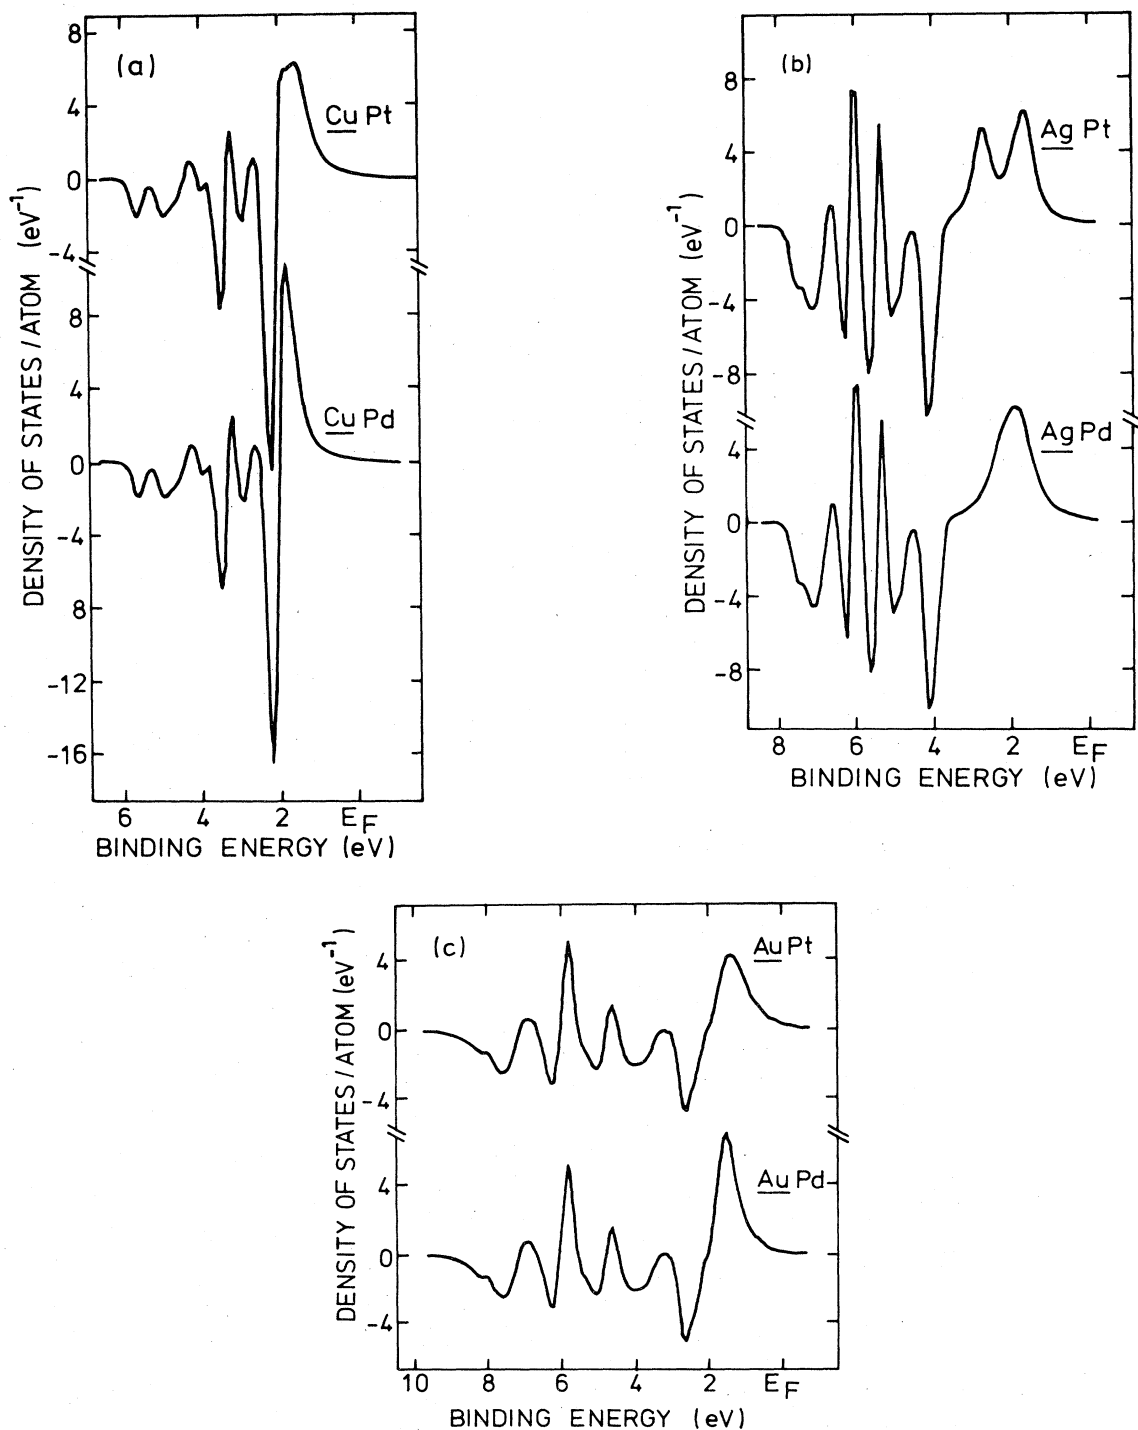 (a)
8
4
0
-4
Cu Pt
8
4
0
-4
8
-12
-16
Cu Pd
6 4 2 EF
BINDING ENERGY (eV)
DENSITY OF STATES / ATOM (eV-1)
(b)
8
4
0
-4
-8
Ag Pt
4
0
-4
-8
Ag Pd
8 6 4 2 EF
BINDING ENERGY (eV)
DENSITY OF STATES / ATOM (eV-1)
(c)
4
0
-4
Au Pt
4
0
-4
Au Pd
10 8 6 4 2 EF
BINDING ENERGY (eV)
DENSITY OF STATES / ATOM (eV-1)